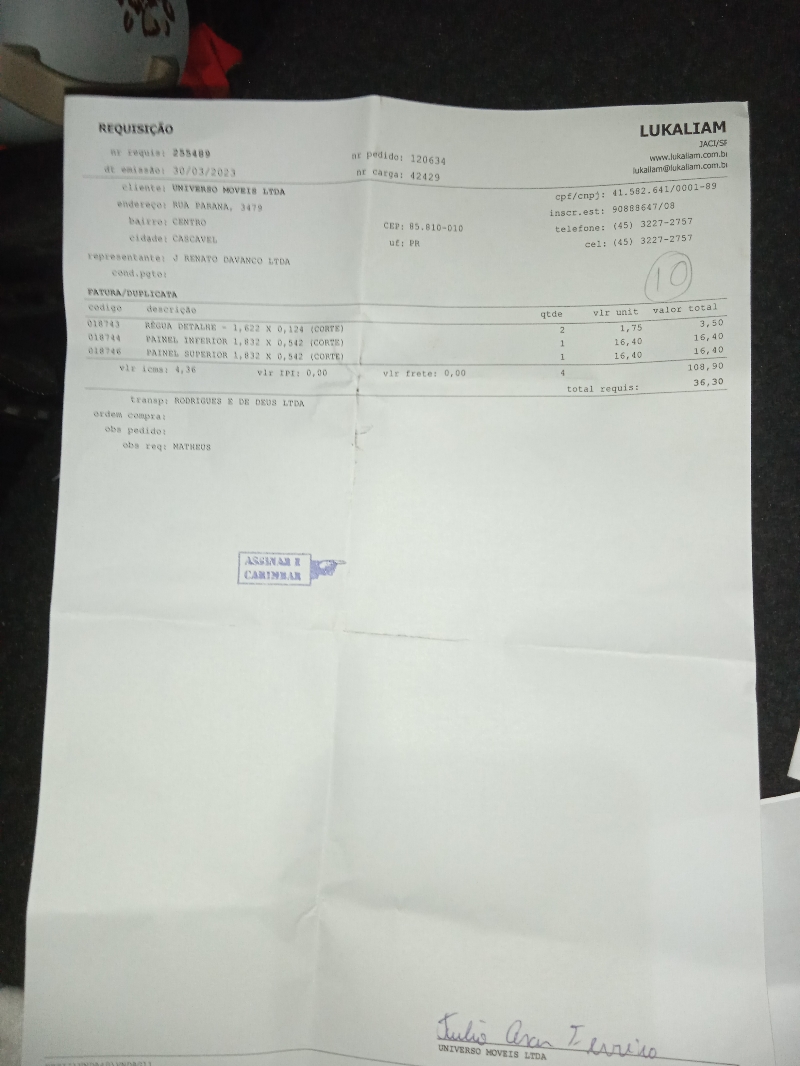 REQUISIÇÃO
LUKALIAM
JACI/SP
www.lukaliam.com.br
lukaliam@lukaliam.com.br
nr requis: 255489
nr pedido: 120634
dt emissão: 30/03/2023
nr carga: 42429
cliente: UNIVERSO MOVEIS LTDA
cpf/cnpj: 41.582.641/0001-89
endereço: RUA PARANA, 3479
inscr.est: 90888647/08
bairro: CENTRO
CEP: 85.810-010
telefone: (45) 3227-2757
cidade: CASCAVEL
uf: PR
cel: (45) 3227-2757
representante: J RENATO DAVANCO LTDA
cond.pgto:
10
FATURA/DUPLICATA
codigo descrição qtde vlr unit valor total
018743 RÉGUA DETALHE - 1,622 X 0,124 (CORTE) 2 1,75 3,50
018744 PAINEL INFERIOR 1,832 X 0,542 (CORTE) 1 16,40 16,40
018746 PAINEL SUPERIOR 1,832 X 0,542 (CORTE) 1 16,40 16,40
vlr icms: 4,36 vlr IPI: 0,00 vlr frete: 0,00 4 108,90
total requis: 36,30
transp: RODRIGUES E DE DEUS LTDA
ordem compra:
obs pedido:
obs req: MATHEUS
ASSINAR E
CARIMBAR
Julio Cesar Ferreira
UNIVERSO MOVEIS LTDA